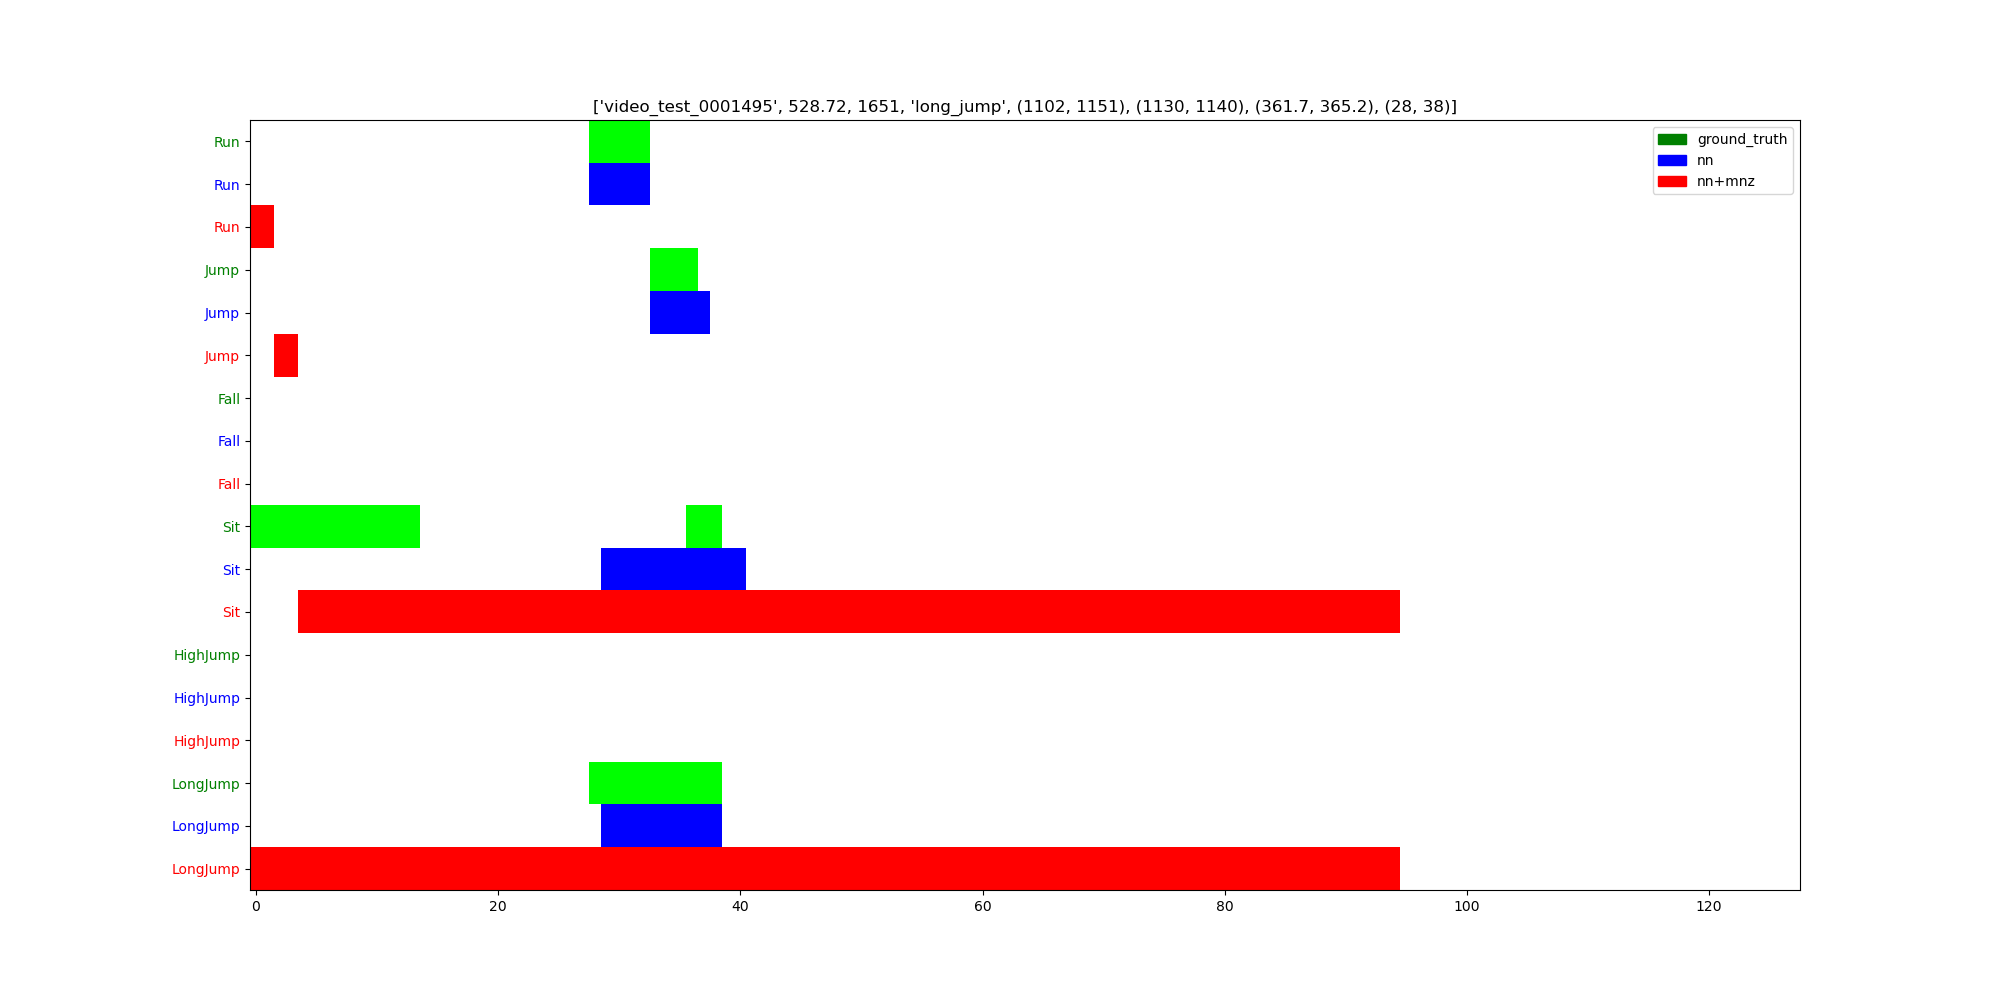 ['video_test_0001495', 528.72, 1651, 'long_jump', (1102, 1151), (1130, 1140), (361.7, 365.2), (28, 38)]
ground_truth
nn
nn+mnz
Run
Run
Run
Jump
Jump
Jump
Fall
Fall
Fall
Sit
Sit
Sit
HighJump
HighJump
HighJump
LongJump
LongJump
LongJump
0 20 40 60 80 100 120